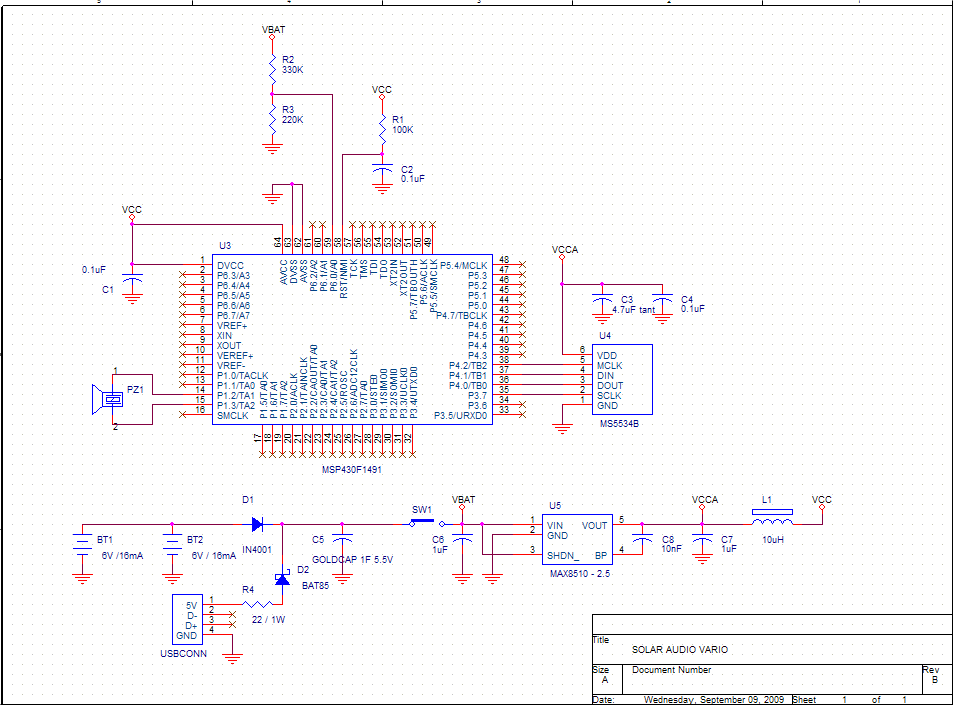 VBAT
R2
330K
R3
220K
VCC
R1
100K
C2
0.1uF
VCC
0.1uF
C1
U3
64
63
62
61
60
59
58
57
56
55
54
53
52
51
50
49
AVCC
DVSS
AVSS
P6.2/A2
P6.1/A1
P6.0/A0
RST/NMI
TCK
TMS
TDI
TDO
XT2IN
XT2OUT
P5.7/TBOUTH
P5.6/ACLK
P5.5/SMCLK
1
2
3
4
5
6
7
8
9
10
11
12
13
14
15
16
DVCC
P6.3/A3
P6.4/A4
P6.5/A5
P6.6/A6
P6.7/A7
VREF+
XIN
XOUT
VEREF+
VREF-
P1.0/TACLK
P1.1/TA0
P1.2/TA1
P1.3/TA2
SMCLK
P1.5/TA0
P1.6/TA1
P1.7/TA2
P2.0/ACLK
P2.1/TAINCLK
P2.2/CAOUT/TA0
P2.3/CA0/TA1
P2.4/CA1/TA2
P2.5/ROSC
P2.6/ADC12CLK
P2.7/TA0
P3.0/STE0
P3.1/SIMO0
P3.2/SOMI0
P3.3/UCLK0
P3.4/UTXD0
17
18
19
20
21
22
23
24
25
26
27
28
29
30
31
32
P5.4/MCLK
P5.3
P5.2
P5.1
P5.0
P4.7/TBCLK
P4.6
P4.5
P4.4
P4.3
P4.2/TB2
P4.1/TB1
P4.0/TB0
P3.7
P3.6
P3.5/URXD0
48
47
46
45
44
43
42
41
40
39
38
37
36
35
34
33
MSP430F1491
1
PZ1
2
VCCA
C3
4.7uF tant
C4
0.1uF
U4
6
5
4
3
2
1
VDD
MCLK
DIN
DOUT
SCLK
GND
MS5534B
BT1
6V /16mA
BT2
6V / 16mA
D1
IN4001
C5
GOLDCAP 1F 5.5V
D2
BAT85
R4
22 / 1W
5V
D-
D+
GND
1
2
3
4
USBCONN
SW1
VBAT
C6
1uF
U5
1
2
3
VIN
GND
SHDN_
VOUT
BP
5
4
MAX8510 - 2.5
C8
10nF
VCCA
C7
1uF
L1
10uH
VCC
Title
SOLAR AUDIO VARIO
Size
A
Document Number
Rev
B
Date:
Wednesday, September 09, 2009
Sheet
1
of
1